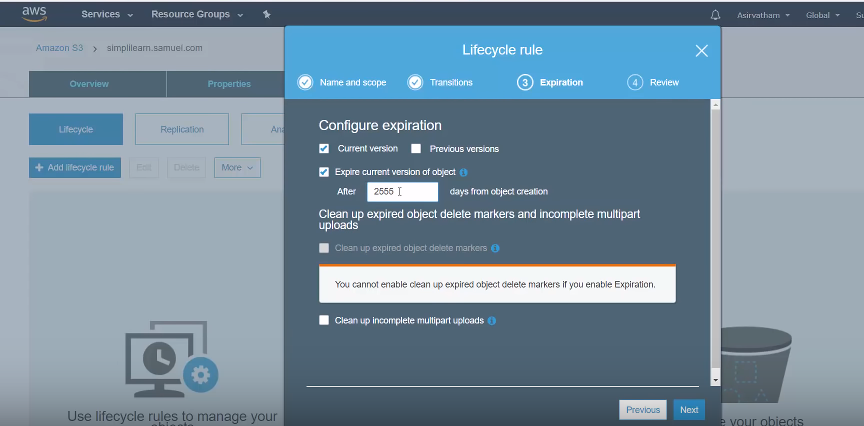 aws
Services
Resource Groups
Asirvatham
Global
Su
Amazon S3 > simplilearn.samuel.com
Overview
Properties
Lifecycle
Replication
Ana
+ Add lifecycle rule
Edit
Delete
More
Use lifecycle rules to manage your
objects
Lifecycle rule
Name and scope
Transitions
3 Expiration
4 Review
Configure expiration
Current version
Previous versions
Expire current version of object
After 2555 days from object creation
Clean up expired object delete markers and incomplete multipart
uploads
Clean up expired object delete markers
You cannot enable clean up expired object delete markers if you enable Expiration.
Clean up incomplete multipart uploads
Previous
Next
your objects